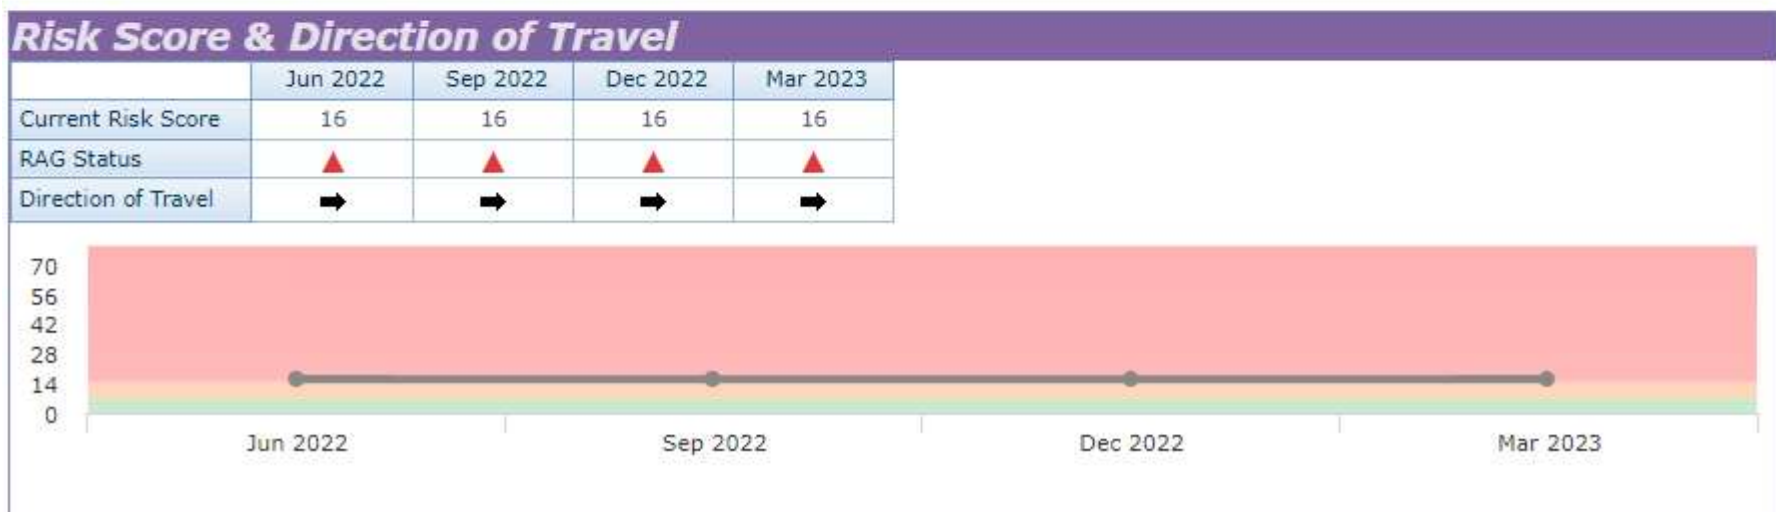 Risk Score & Direction of Travel
Jun 2022 Sep 2022 Dec 2022 Mar 2023
Current Risk Score 16 16 16 16
RAG Status
Direction of Travel
70
56
42
28
14
0
Jun 2022 Sep 2022 Dec 2022 Mar 2023